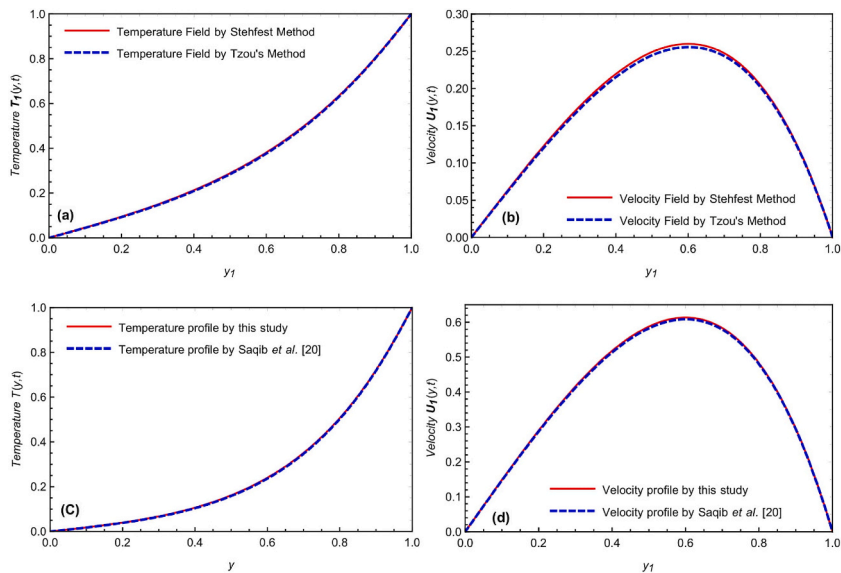 1.0
0.8
0.6
0.4
0.2
0.0
Temperature T1(y,t)
Temperature Field by Stehfest Method
Temperature Field by Tzou's Method
(a)
0.0 0.2 0.4 0.6 0.8 1.0
y1
0.30
0.25
0.20
0.15
0.10
0.05
0.00
Velocity U1(y,t)
Velocity Field by Stehfest Method
Velocity Field by Tzou's Method
(b)
0.0 0.2 0.4 0.6 0.8 1.0
y1
1.0
0.8
0.6
0.4
0.2
0.0
Temperature T(y,t)
Temperature profile by this study
Temperature profile by Saqib et al. [20]
(C)
0.0 0.2 0.4 0.6 0.8 1.0
y
0.6
0.5
0.4
0.3
0.2
0.1
0.0
Velocity U1(y,t)
Velocity profile by this study
Velocity profile by Saqib et al. [20]
(d)
0.0 0.2 0.4 0.6 0.8 1.0
y1